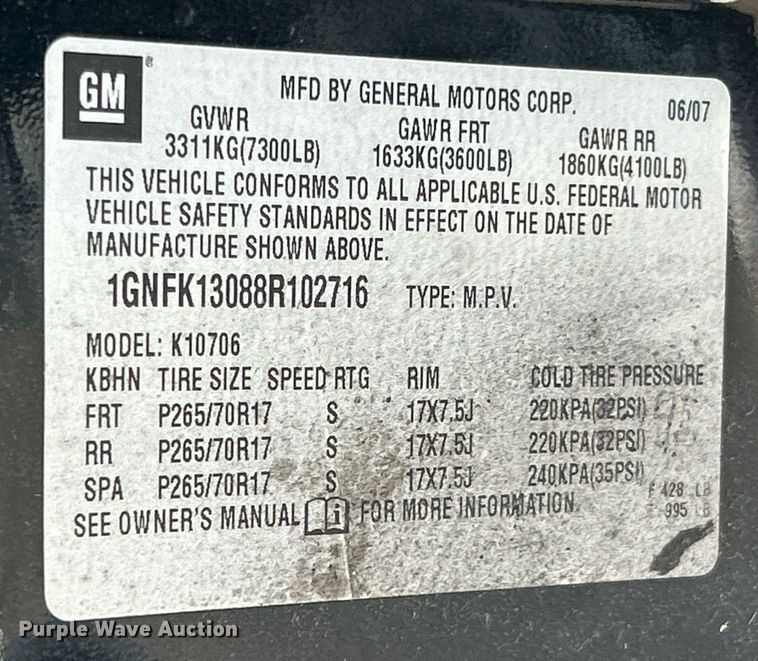 GM®
MFD BY GENERAL MOTORS CORP. 06/07
GVWR GAWR FRT GAWR RR
3311KG(7300LB) 1633KG(3600LB) 1860KG(4100LB)
THIS VEHICLE CONFORMS TO ALL APPLICABLE U.S. FEDERAL MOTOR
VEHICLE SAFETY STANDARDS IN EFFECT ON THE DATE OF
MANUFACTURE SHOWN ABOVE.
1GNFK13088R102716 TYPE: M.P.V.
MODEL: K10706
KBHN TIRE SIZE SPEED RTG RIM COLD TIRE PRESSURE
FRT P265/70R17 S 17X7.5J 220KPA(32PSI)
RR P265/70R17 S 17X7.5J 220KPA(32PSI)
SPA P265/70R17 S 17X7.5J 240KPA(35PSI)
F 428 LB
995 LB
SEE OWNER'S MANUAL i FOR MORE INFORMATION.
Purple Wave Auction